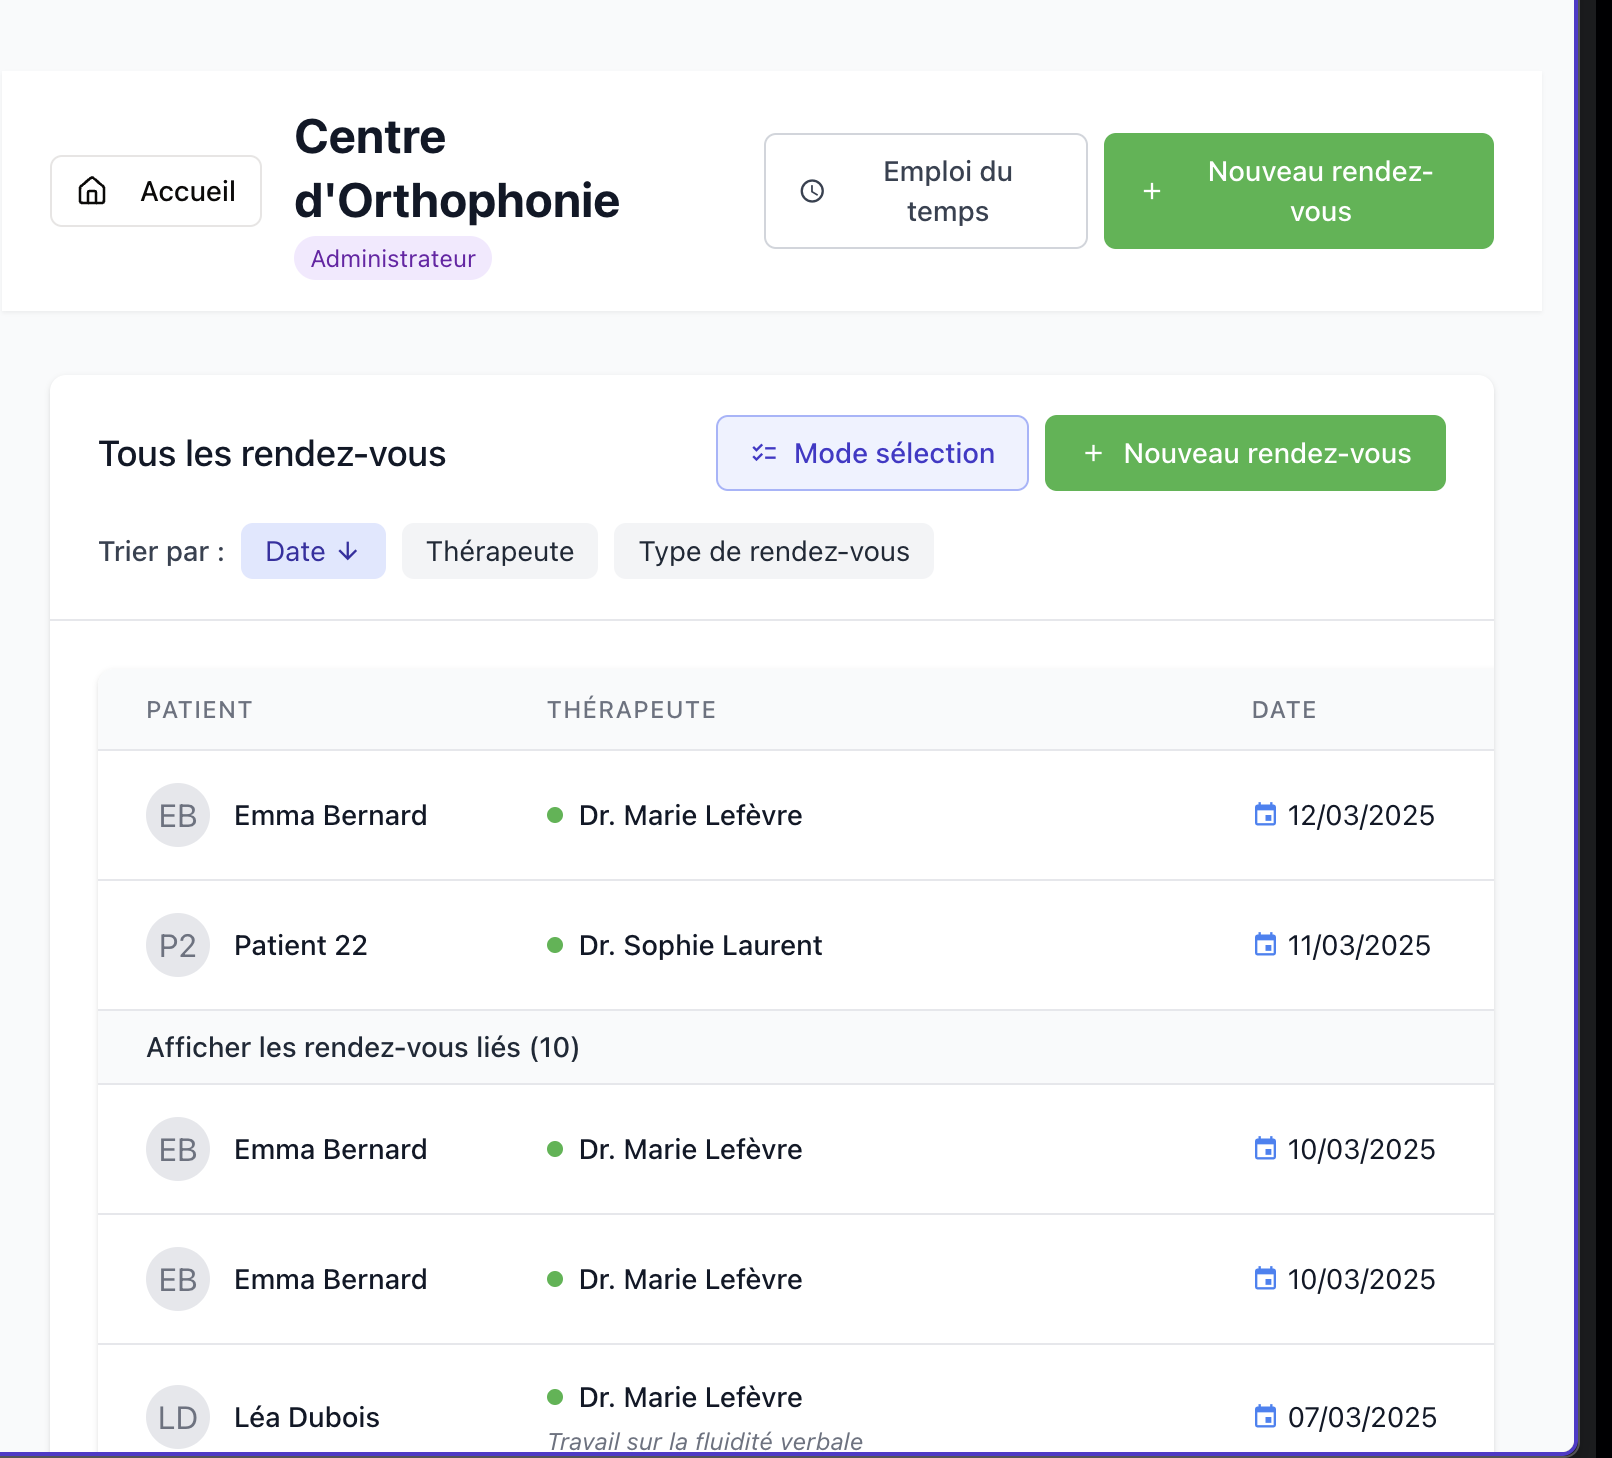 Accueil
Centre
d'Orthophonie
Administrateur
Emploi du
temps
+ Nouveau rendez-
vous
Tous les rendez-vous
Mode sélection
+ Nouveau rendez-vous
Trier par : Date ↓ Thérapeute Type de rendez-vous
PATIENT THÉRAPEUTE DATE
EB Emma Bernard Dr. Marie Lefèvre 12/03/2025
P2 Patient 22 Dr. Sophie Laurent 11/03/2025
Afficher les rendez-vous liés (10)
EB Emma Bernard Dr. Marie Lefèvre 10/03/2025
EB Emma Bernard Dr. Marie Lefèvre 10/03/2025
LD Léa Dubois Dr. Marie Lefèvre 07/03/2025
Travail sur la fluidité verbale